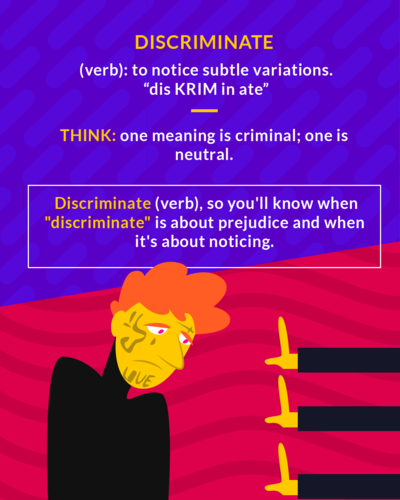 DISCRIMINATE
(verb): to notice subtle variations.
“dis KRIM in ate”
THINK: one meaning is criminal; one is
neutral.
Discriminate (verb), so you'll know when
"discriminate" is about prejudice and when
it's about noticing.
LOVE